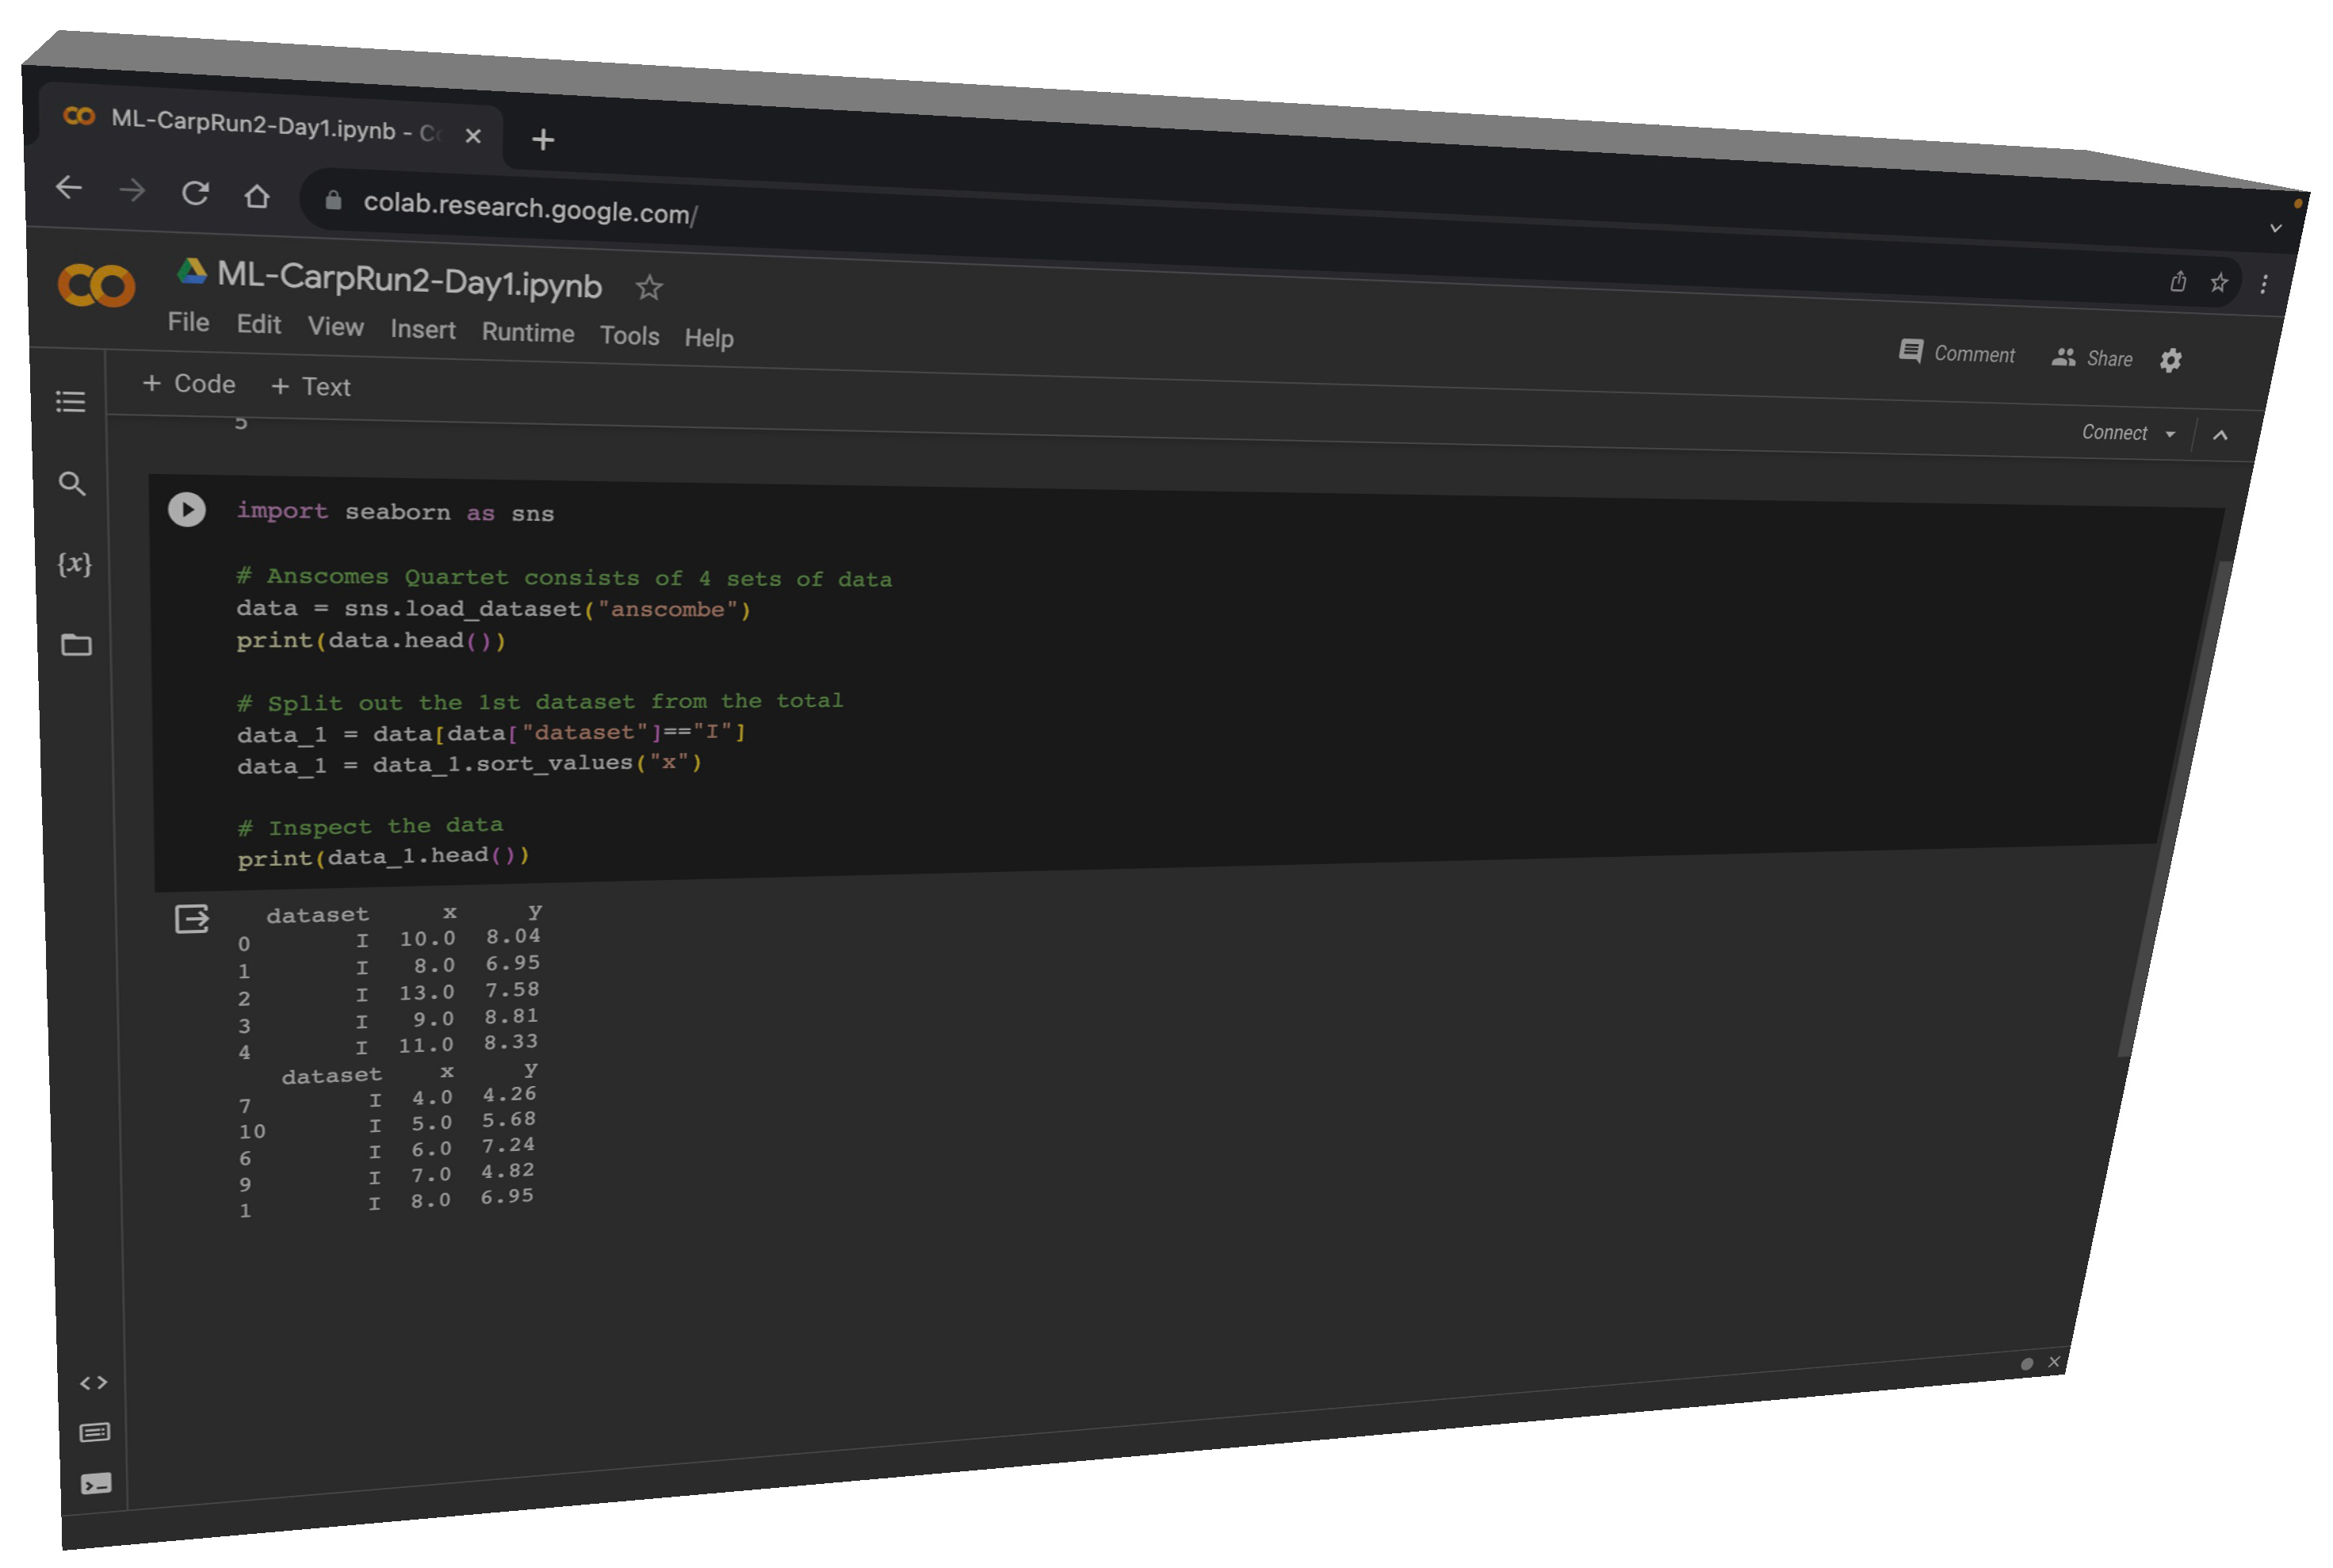 ML-CarpRun2-Day1.ipynb - Co
colab.research.google.com/
ML-CarpRun2-Day1.ipynb
File Edit View Insert Runtime Tools Help
Comment Share
+ Code + Text
Connect
5
{x}
import seaborn as sns
# Anscomes Quartet consists of 4 sets of data
data = sns.load_dataset("anscombe")
print(data.head())
# Split out the 1st dataset from the total
data_1 = data[data["dataset"]=="I"]
data_1 = data_1.sort_values("x")
# Inspect the data
print(data_1.head())
dataset x y
0 I 10.0 8.04
1 I 8.0 6.95
2 I 13.0 7.58
3 I 9.0 8.81
4 I 11.0 8.33
dataset x y
7 I 4.0 4.26
10 I 5.0 5.68
6 I 6.0 7.24
9 I 7.0 4.82
1 I 8.0 6.95